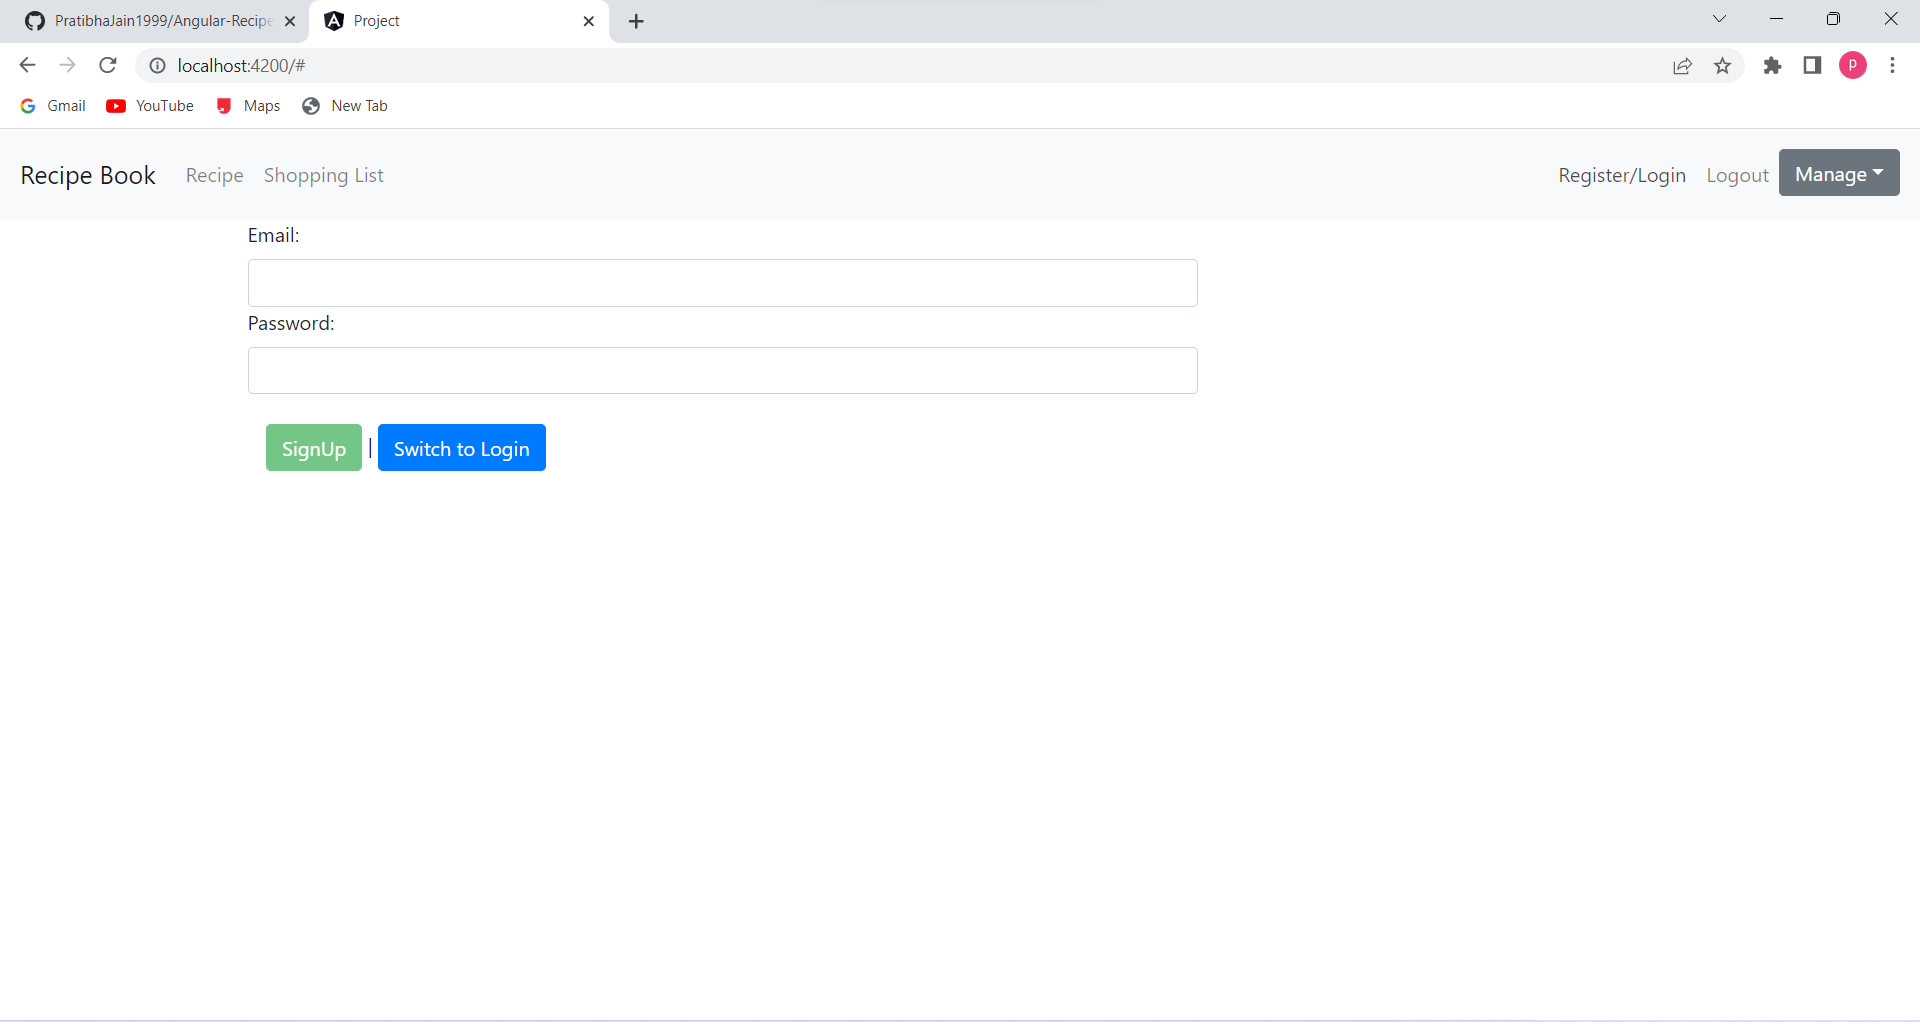 PratibhaJain1999/Angular-Recipe
Project
localhost:4200/#
P
Gmail
YouTube
Maps
New Tab
Recipe Book
Recipe
Shopping List
Register/Login
Logout
Manage
Email:
Password:
SignUp | Switch to Login